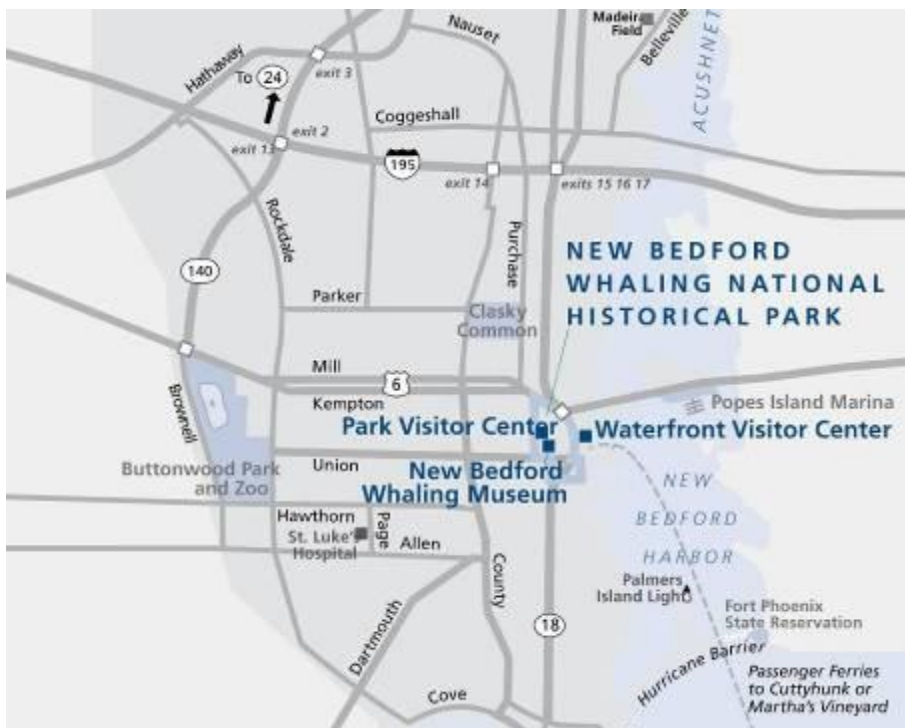 Nauset
Madeira
Field
Belleville
ACUSHNET
Hathaway
To 24
exit 3
Coggeshall
exit 2
exit 13
195
exit 14
exits 15 16 17
Rockdale
Purchase
NEW BEDFORD
WHALING NATIONAL
HISTORICAL PARK
140
Parker
Clasky
Common
Mill
6
Kempton
Brownell
Popes Island Marina
Park Visitor Center
Waterfront Visitor Center
Buttonwood Park
and Zoo
Union
New Bedford
Whaling Museum
NEW
BEDFORD
HARBOR
Hawthorn
Page
St. Luke's
Hospital
Allen
County
Palmers
Island Light
Fort Phoenix
State Reservation
18
Dartmouth
Hurricane Barrier
Cove
Passenger Ferries
to Cuttyhunk or
Martha's Vineyard